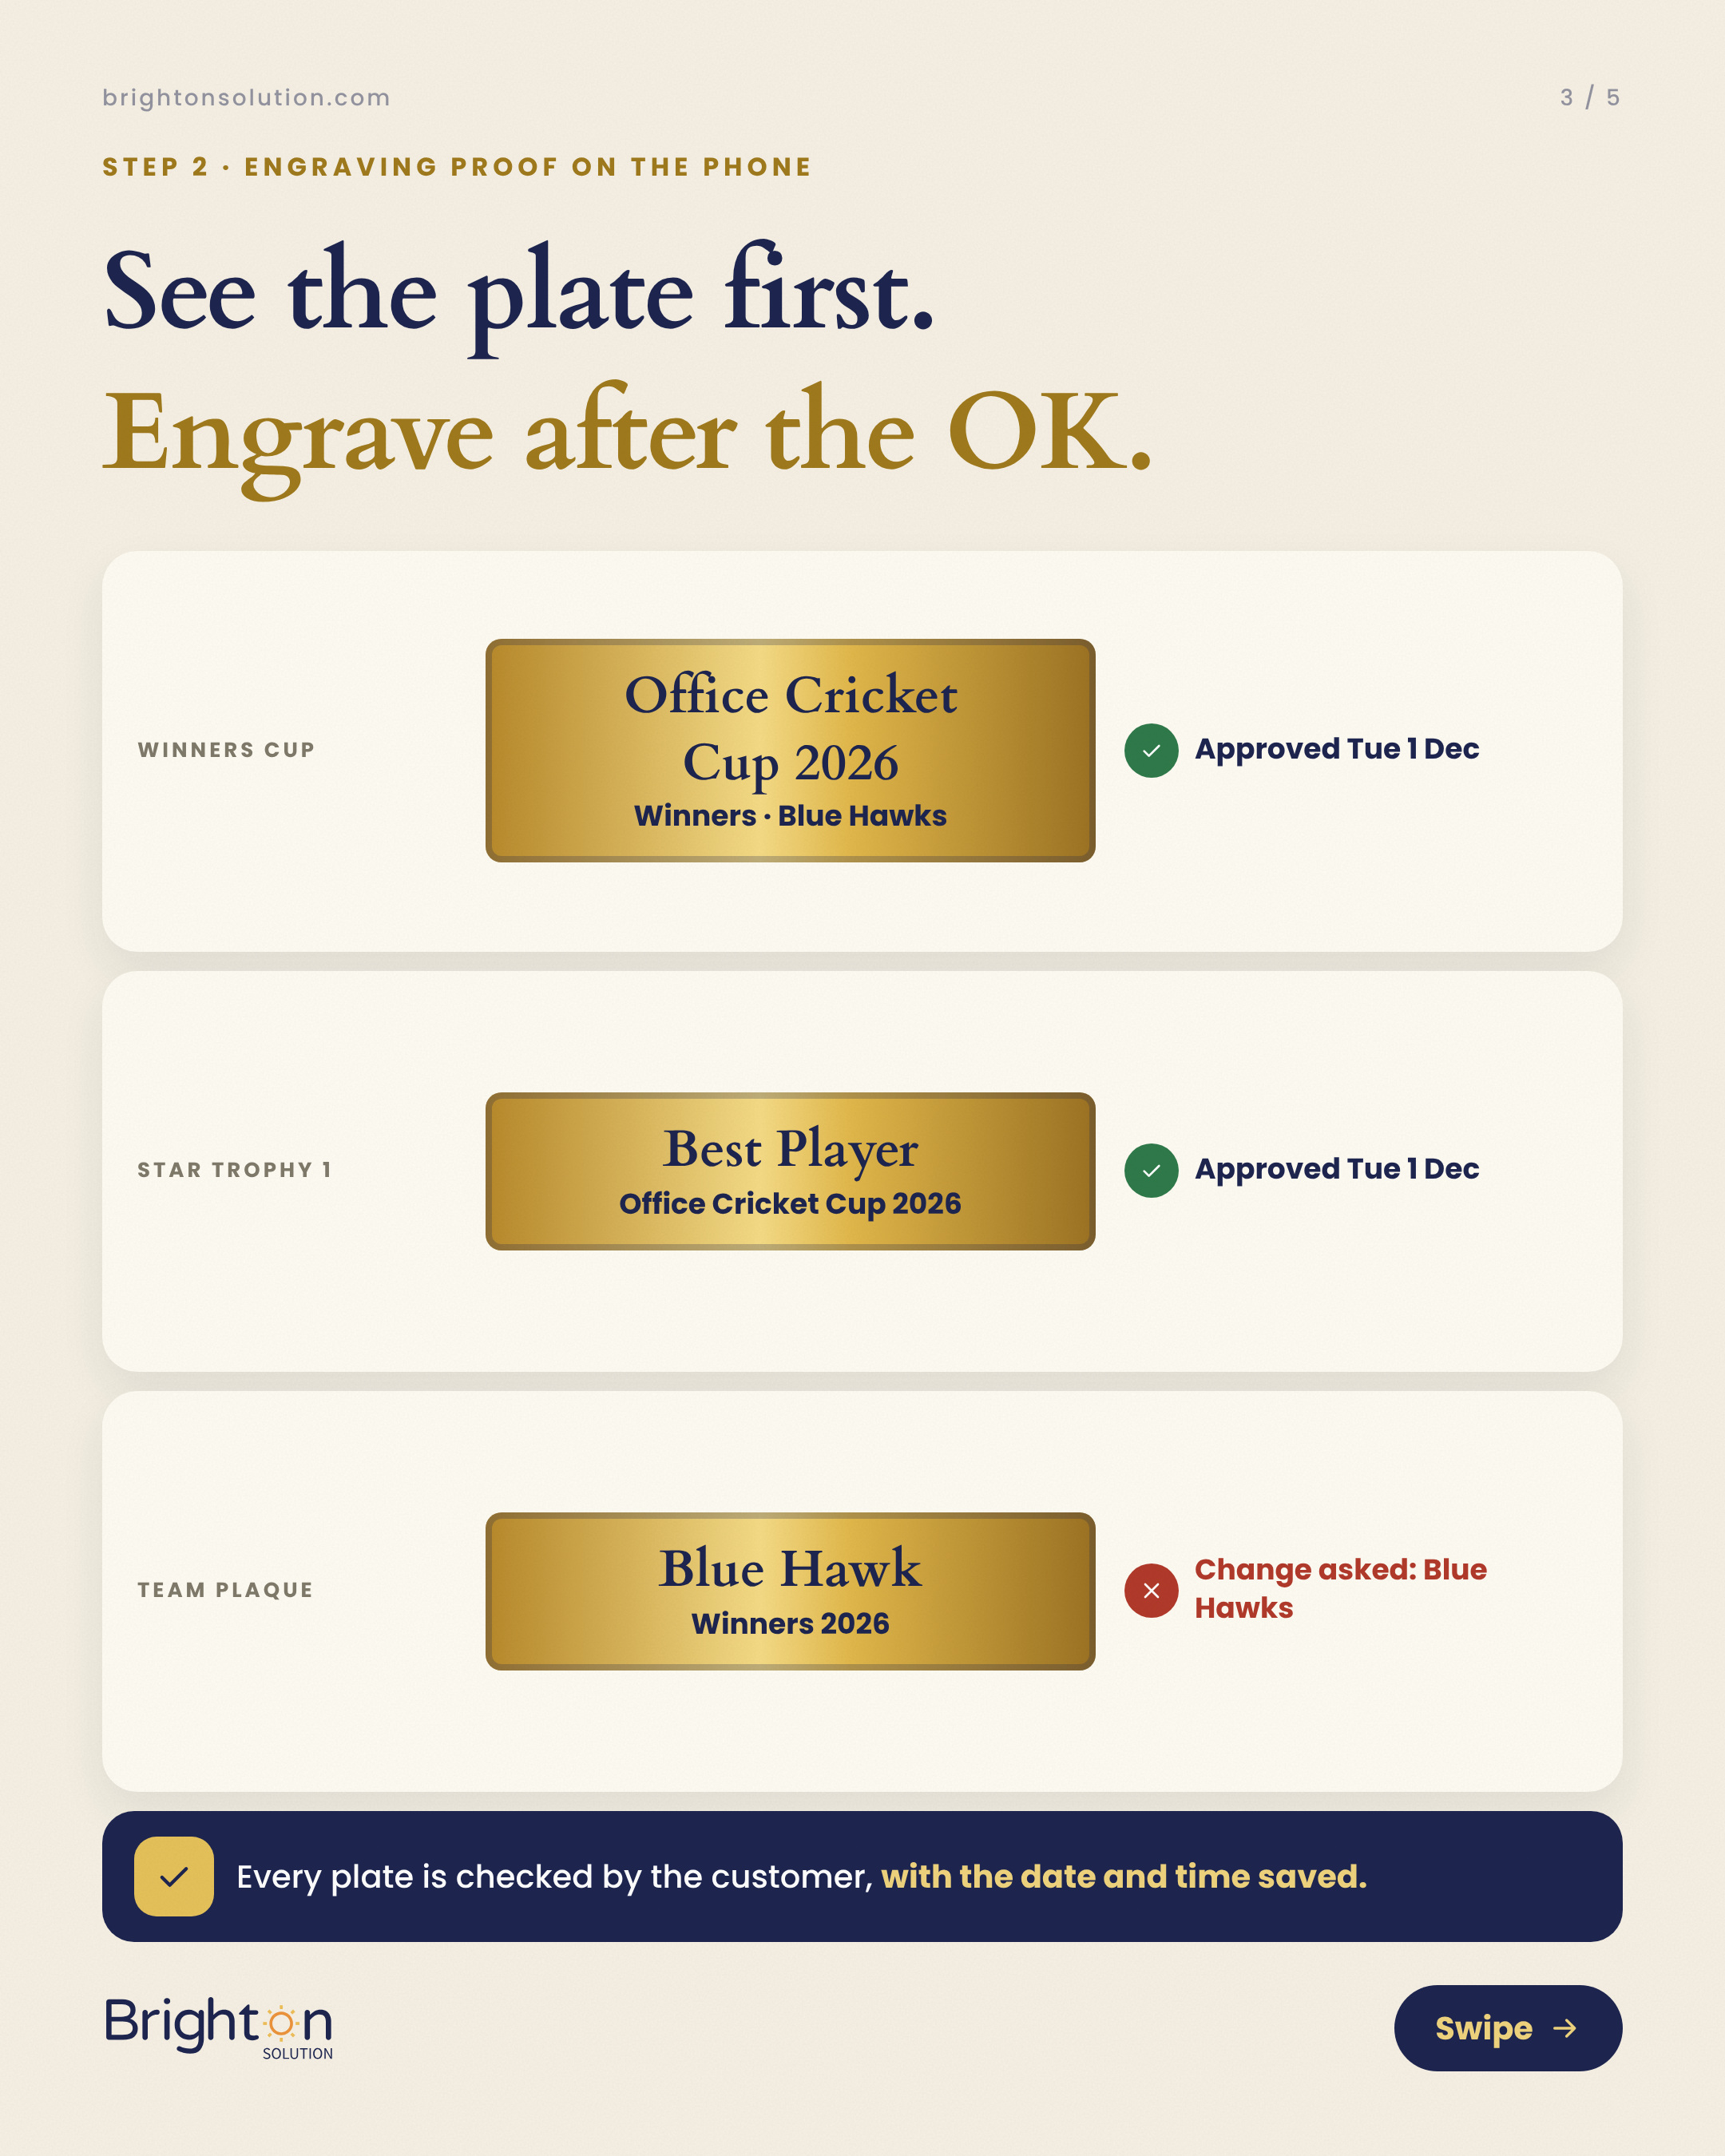 brightonsolution.com
3 / 5
STEP 2 · ENGRAVING PROOF ON THE PHONE
See the plate first.
Engrave after the OK.
WINNERS CUP
Office Cricket
Cup 2026
Winners · Blue Hawks
Approved Tue 1 Dec
STAR TROPHY 1
Best Player
Office Cricket Cup 2026
Approved Tue 1 Dec
TEAM PLAQUE
Blue Hawk
Winners 2026
Change asked: Blue
Hawks
Every plate is checked by the customer, with the date and time saved.
Brighton
SOLUTION
Swipe →